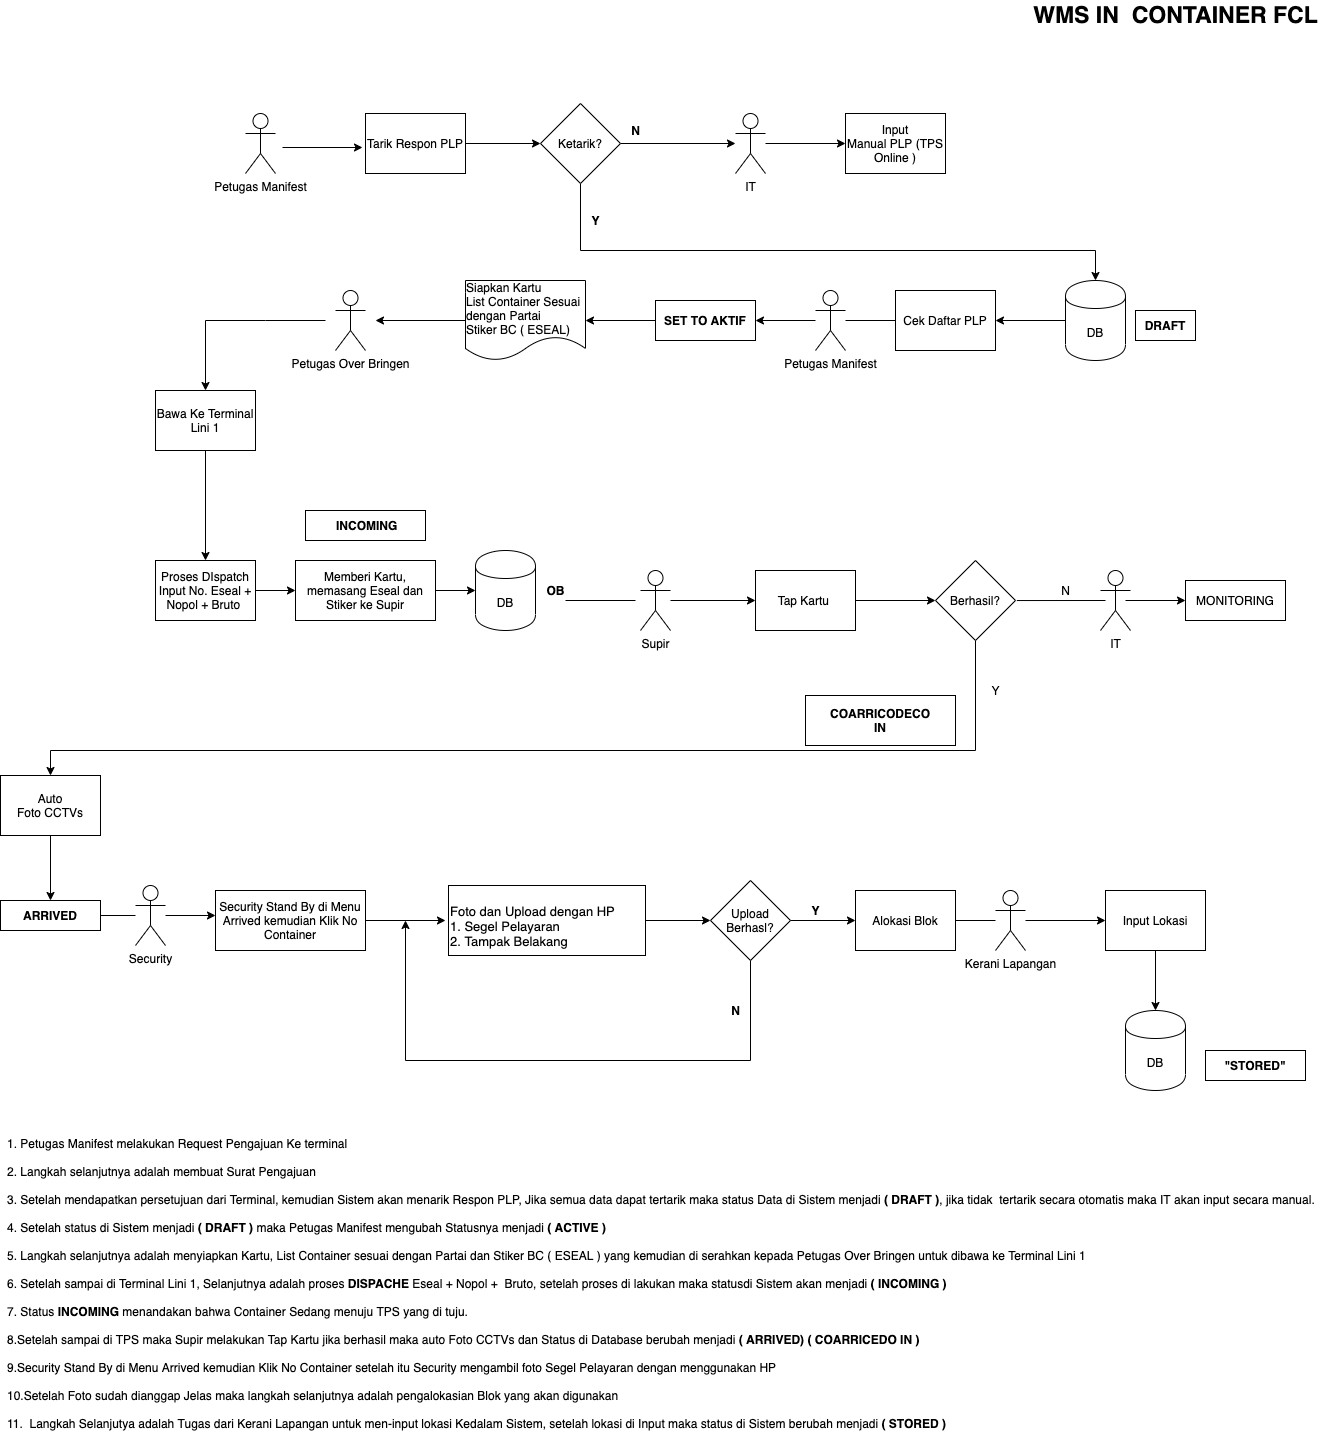 WMS IN  CONTAINER FCL
Petugas Manifest
Tarik Respon PLP
Ketarik?
N
IT
Input
Manual PLP (TPS
Online )
Y
DB
DRAFT
Cek Daftar PLP
Petugas Manifest
SET TO AKTIF
Siapkan Kartu
List Container Sesuai
dengan Partai
Stiker BC ( ESEAL)
Petugas Over Bringen
Bawa Ke Terminal
Lini 1
INCOMING
Proses DIspatch
Input No. Eseal +
Nopol + Bruto
Memberi Kartu,
memasang Eseal dan
Stiker ke Supir
DB
OB
Supir
Tap Kartu
Berhasil?
N
IT
MONITORING
Y
COARRICODECO
IN
Auto
Foto CCTVs
ARRIVED
Security
Security Stand By di Menu
Arrived kemudian Klik No
Container
Foto dan Upload dengan HP
1. Segel Pelayaran
2. Tampak Belakang
Upload
Berhasl?
Y
N
Alokasi Blok
Kerani Lapangan
Input Lokasi
DB
"STORED"
1. Petugas Manifest melakukan Request Pengajuan Ke terminal
2. Langkah selanjutnya adalah membuat Surat Pengajuan
3. Setelah mendapatkan persetujuan dari Terminal, kemudian Sistem akan menarik Respon PLP, Jika semua data dapat tertarik maka status Data di Sistem menjadi ( DRAFT ), jika tidak  tertarik secara otomatis maka IT akan input secara manual.
4. Setelah status di Sistem menjadi ( DRAFT ) maka Petugas Manifest mengubah Statusnya menjadi ( ACTIVE )
5. Langkah selanjutnya adalah menyiapkan Kartu, List Container sesuai dengan Partai dan Stiker BC ( ESEAL ) yang kemudian di serahkan kepada Petugas Over Bringen untuk dibawa ke Terminal Lini 1
6. Setelah sampai di Terminal Lini 1, Selanjutnya adalah proses DISPACHE Eseal + Nopol +  Bruto, setelah proses di lakukan maka statusdi Sistem akan menjadi ( INCOMING )
7. Status INCOMING menandakan bahwa Container Sedang menuju TPS yang di tuju.
8.Setelah sampai di TPS maka Supir melakukan Tap Kartu jika berhasil maka auto Foto CCTVs dan Status di Database berubah menjadi ( ARRIVED) ( COARRICEDO IN )
9.Security Stand By di Menu Arrived kemudian Klik No Container setelah itu Security mengambil foto Segel Pelayaran dengan menggunakan HP
10.Setelah Foto sudah dianggap Jelas maka langkah selanjutnya adalah pengalokasian Blok yang akan digunakan
11.  Langkah Selanjutya adalah Tugas dari Kerani Lapangan untuk men-input lokasi Kedalam Sistem, setelah lokasi di Input maka status di Sistem berubah menjadi ( STORED )